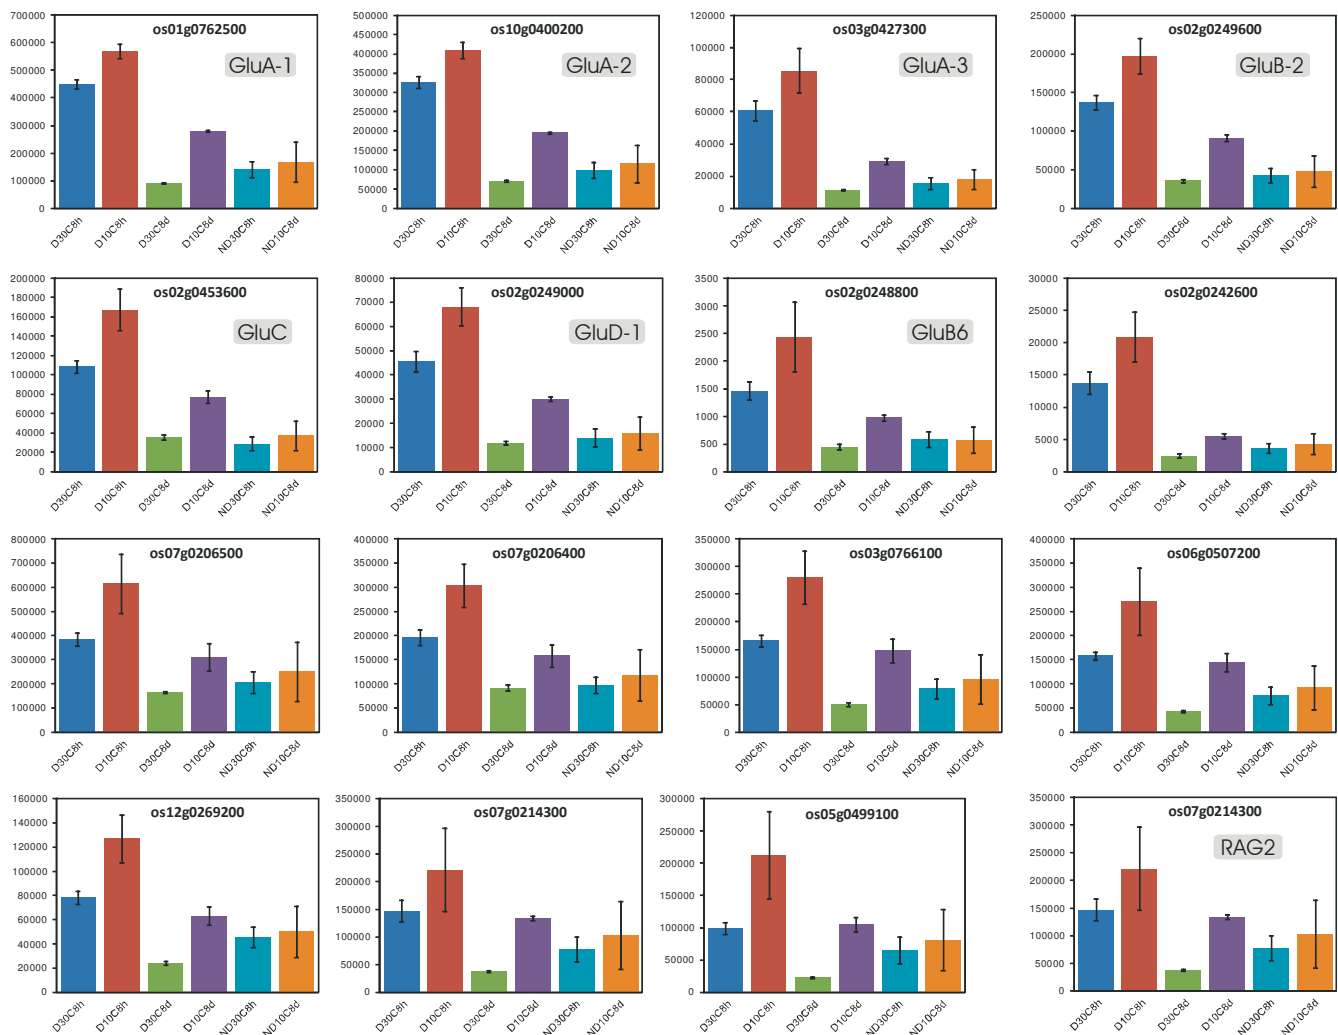 os01g0762500
GluA-1
700000
600000
500000
400000
300000
200000
100000
0
D30C8h
D10C8h
D30C8d
D10C8d
ND30C8h
ND10C8d
os10g0400200
GluA-2
500000
450000
400000
350000
300000
250000
200000
150000
100000
50000
0
D30C8h
D10C8h
D30C8d
D10C8d
ND30C8h
ND10C8d
os03g0427300
GluA-3
120000
100000
80000
60000
40000
20000
0
D30C8h
D10C8h
D30C8d
D10C8d
ND30C8h
ND10C8d
os02g0249600
GluB-2
250000
200000
150000
100000
50000
0
D30C8h
D10C8h
D30C8d
D10C8d
ND30C8h
ND10C8d
os02g0453600
GluC
200000
180000
160000
140000
120000
100000
80000
60000
40000
20000
0
D30C8h
D10C8h
D30C8d
D10C8d
ND30C8h
ND10C8d
os02g0249000
GluD-1
80000
70000
60000
50000
40000
30000
20000
10000
0
D30C8h
D10C8h
D30C8d
D10C8d
ND30C8h
ND10C8d
os02g0248800
GluB6
3500
3000
2500
2000
1500
1000
500
0
D30C8h
D10C8h
D30C8d
D10C8d
ND30C8h
ND10C8d
os02g0242600
30000
25000
20000
15000
10000
5000
0
D30C8h
D10C8h
D30C8d
D10C8d
ND30C8h
ND10C8d
os07g0206500
800000
700000
600000
500000
400000
300000
200000
100000
0
D30C8h
D10C8h
D30C8d
D10C8d
ND30C8h
ND10C8d
os07g0206400
400000
350000
300000
250000
200000
150000
100000
50000
0
D30C8h
D10C8h
D30C8d
D10C8d
ND30C8h
ND10C8d
os03g0766100
350000
300000
250000
200000
150000
100000
50000
0
D30C8h
D10C8h
D30C8d
D10C8d
ND30C8h
ND10C8d
os06g0507200
400000
350000
300000
250000
200000
150000
100000
50000
0
D30C8h
D10C8h
D30C8d
D10C8d
ND30C8h
ND10C8d
os12g0269200
160000
140000
120000
100000
80000
60000
40000
20000
0
D30C8h
D10C8h
D30C8d
D10C8d
ND30C8h
ND10C8d
os07g0214300
350000
300000
250000
200000
150000
100000
50000
0
D30C8h
D10C8h
D30C8d
D10C8d
ND30C8h
ND10C8d
os05g0499100
300000
250000
200000
150000
100000
50000
0
D30C8h
D10C8h
D30C8d
D10C8d
ND30C8h
ND10C8d
os07g0214300
RAG2
350000
300000
250000
200000
150000
100000
50000
0
D30C8h
D10C8h
D30C8d
D10C8d
ND30C8h
ND10C8d